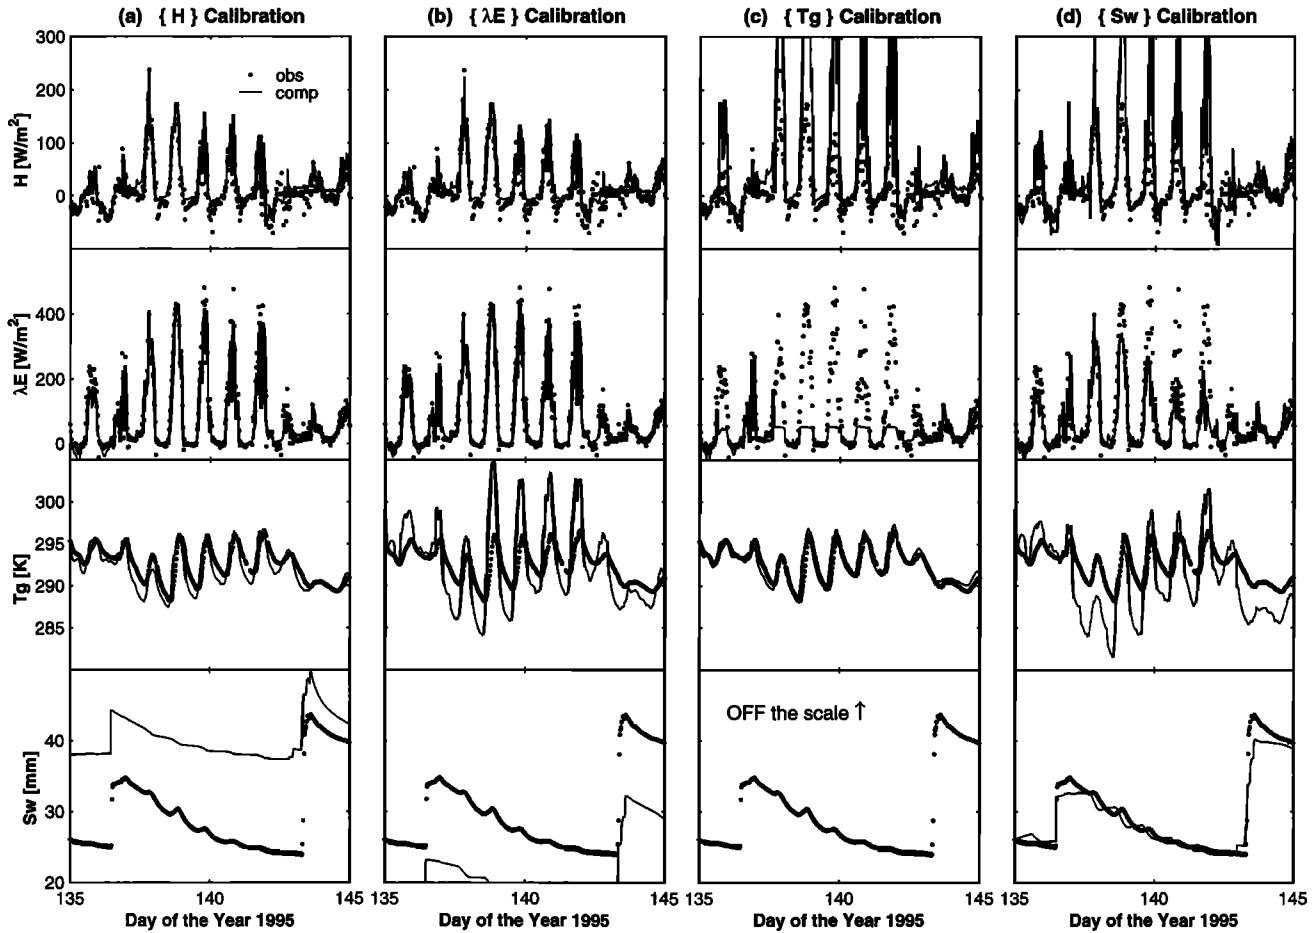 (a) { H } Calibration
(b) { λE } Calibration
(c) { Tg } Calibration
(d) { Sw } Calibration
300
200
100
0
H [W/m²]
obs
comp
400
200
0
λE [W/m²]
300
295
290
285
Tg [K]
40
30
20
Sw [mm]
OFF the scale ↑
135 140 145
135 140 145
135 140 145
135 140 145
Day of the Year 1995
Day of the Year 1995
Day of the Year 1995
Day of the Year 1995